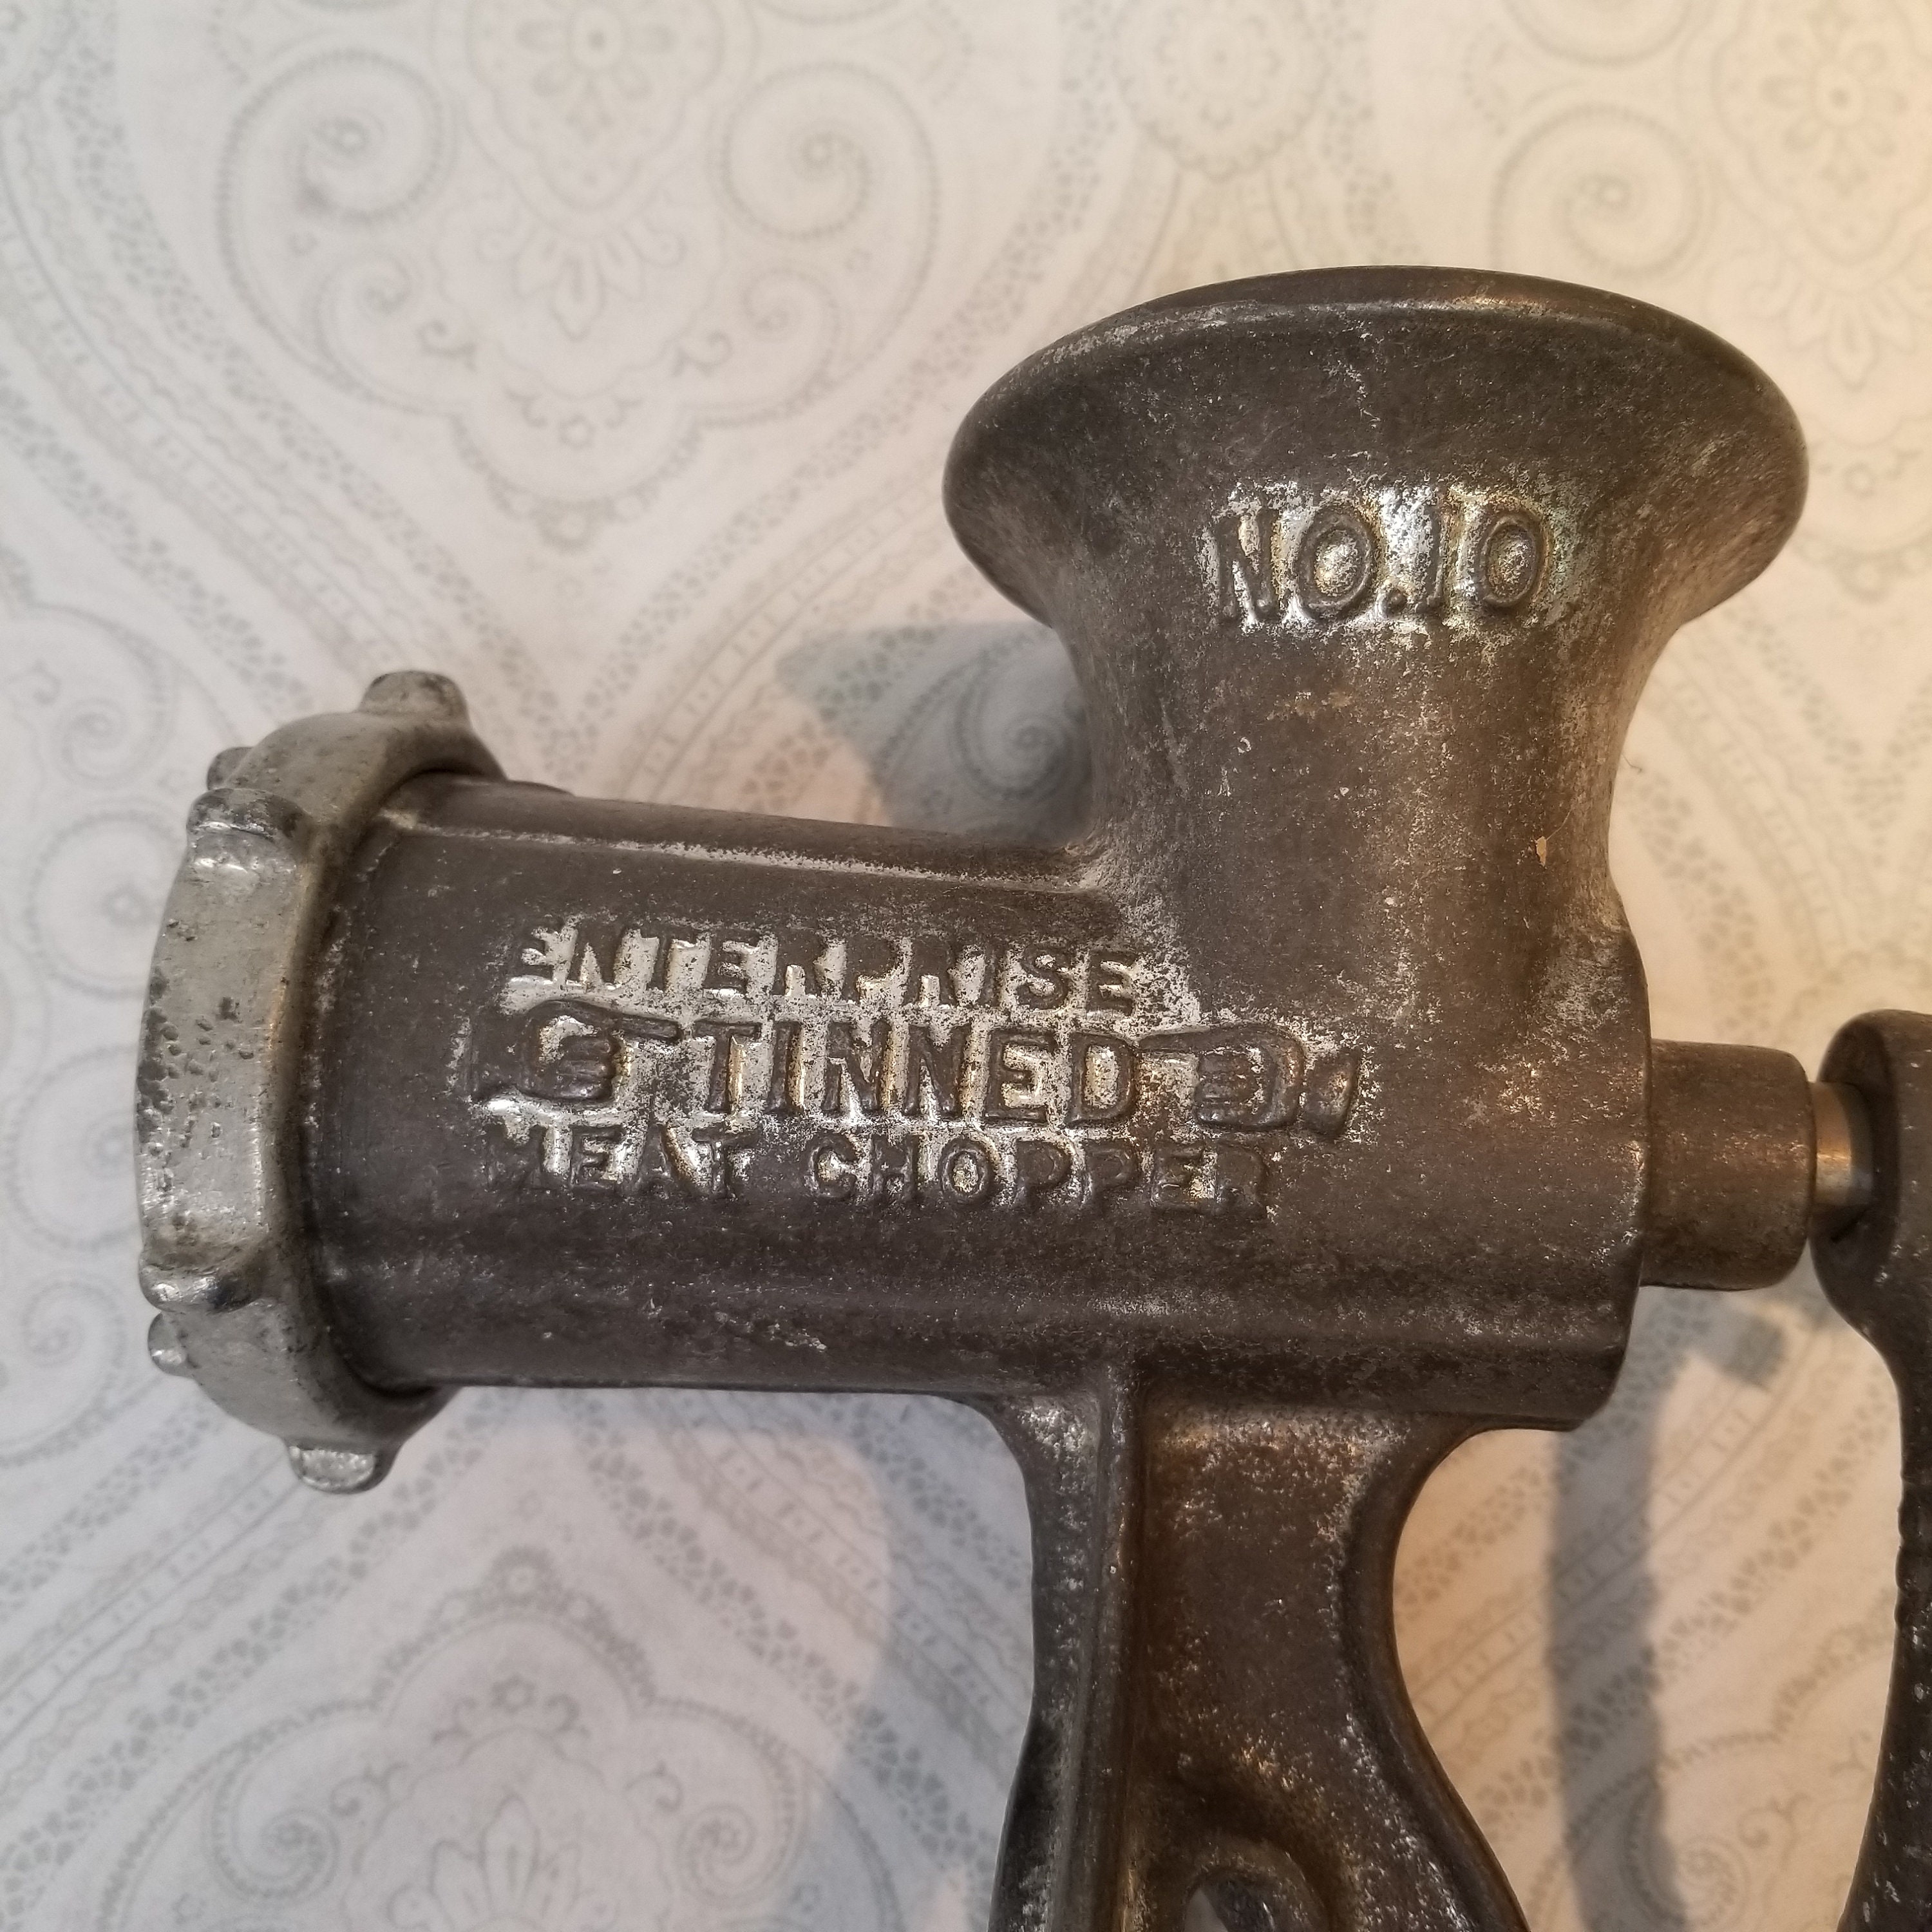 NO.10
ENTERPRISE
TINNED
MEAT CHOPPER